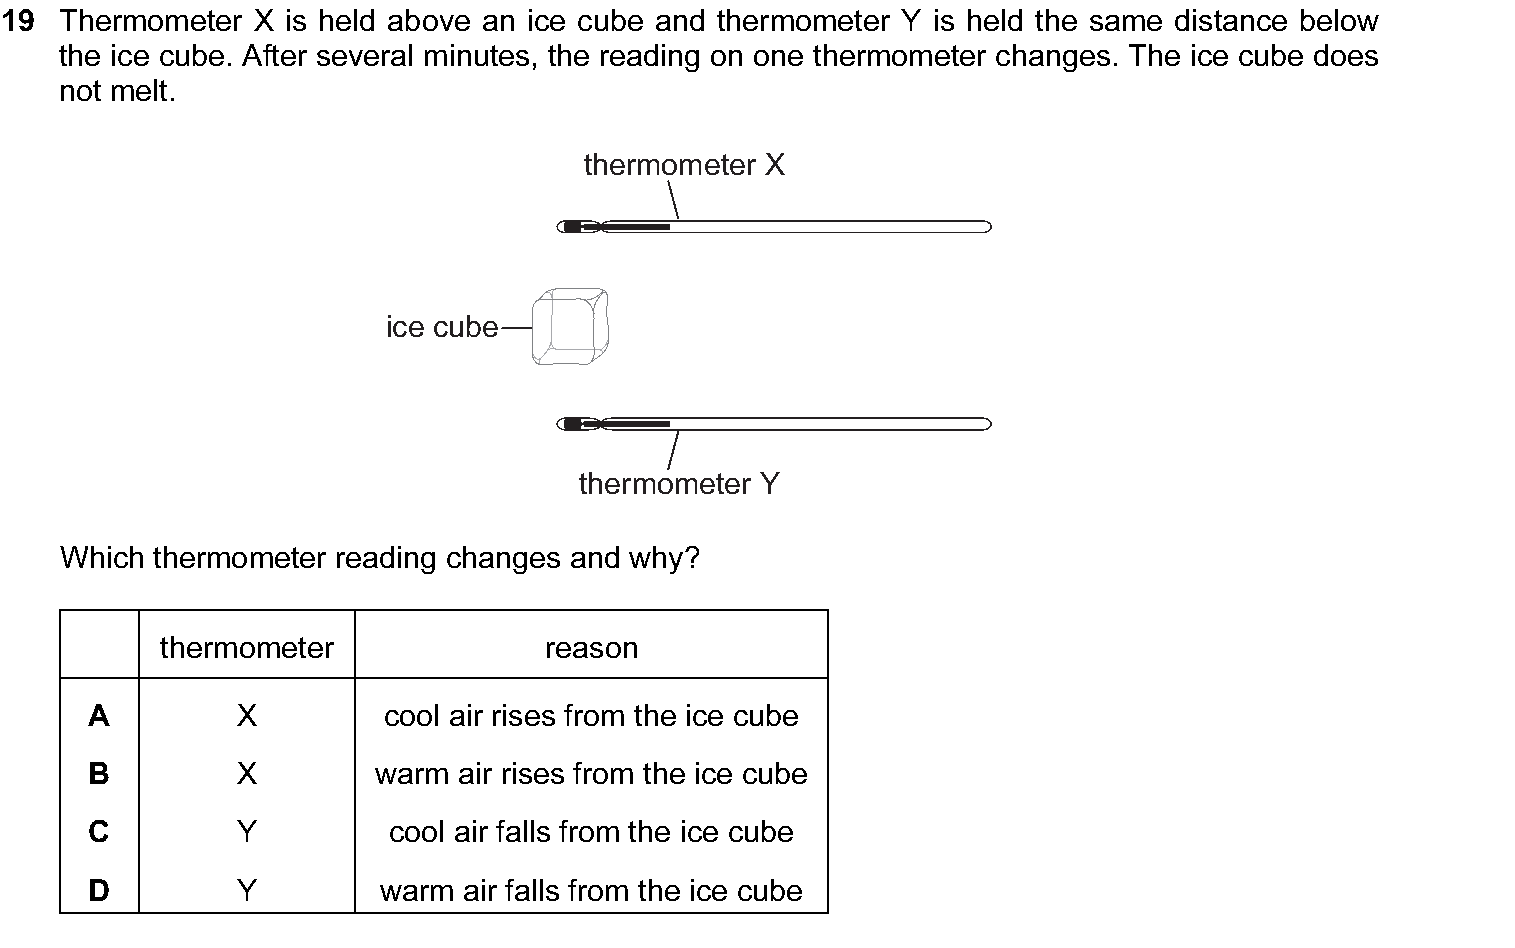 19 Thermometer X is held above an ice cube and thermometer Y is held the same distance below
the ice cube. After several minutes, the reading on one thermometer changes. The ice cube does
not melt.
thermometer X
ice cube
thermometer Y
Which thermometer reading changes and why?
thermometer reason
A X cool air rises from the ice cube
B X warm air rises from the ice cube
C Y cool air falls from the ice cube
D Y warm air falls from the ice cube